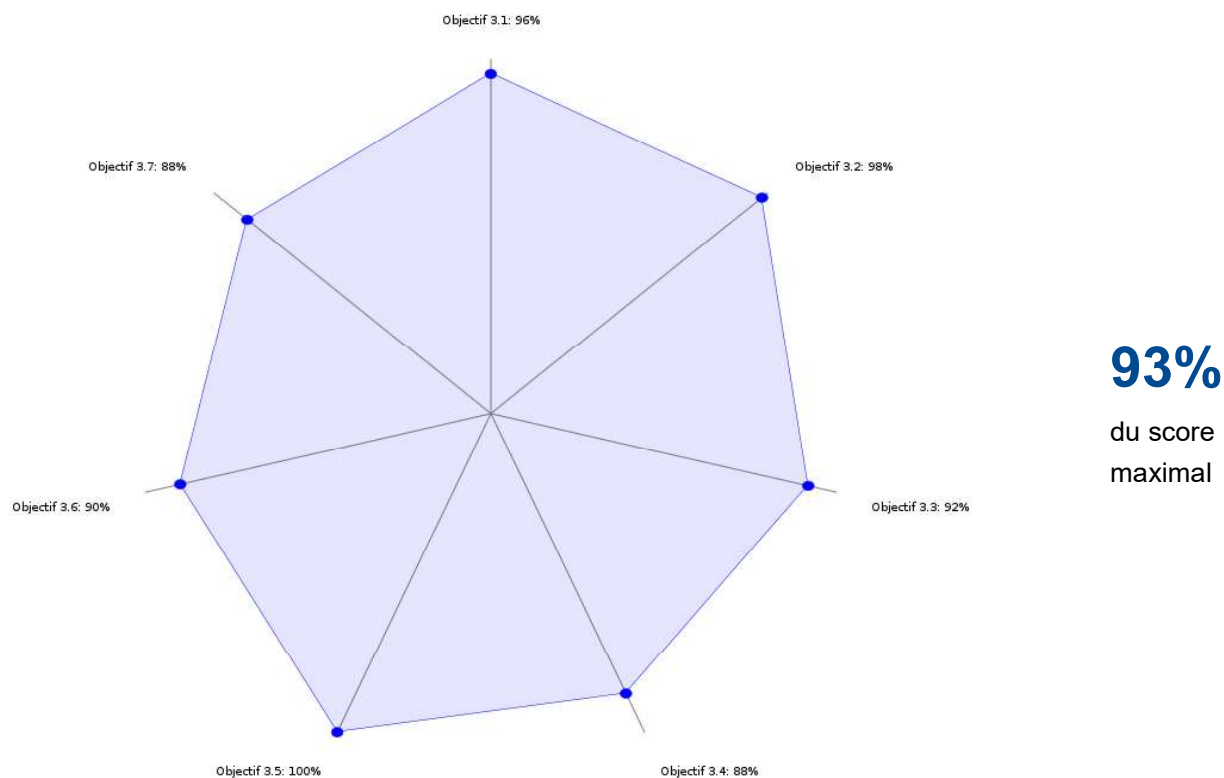 Objectif 3.1: 96%
Objectif 3.7: 88%
Objectif 3.2: 98%
93%
du score
maximal
Objectif 3.6: 90%
Objectif 3.3: 92%
Objectif 3.5: 100%
Objectif 3.4: 88%